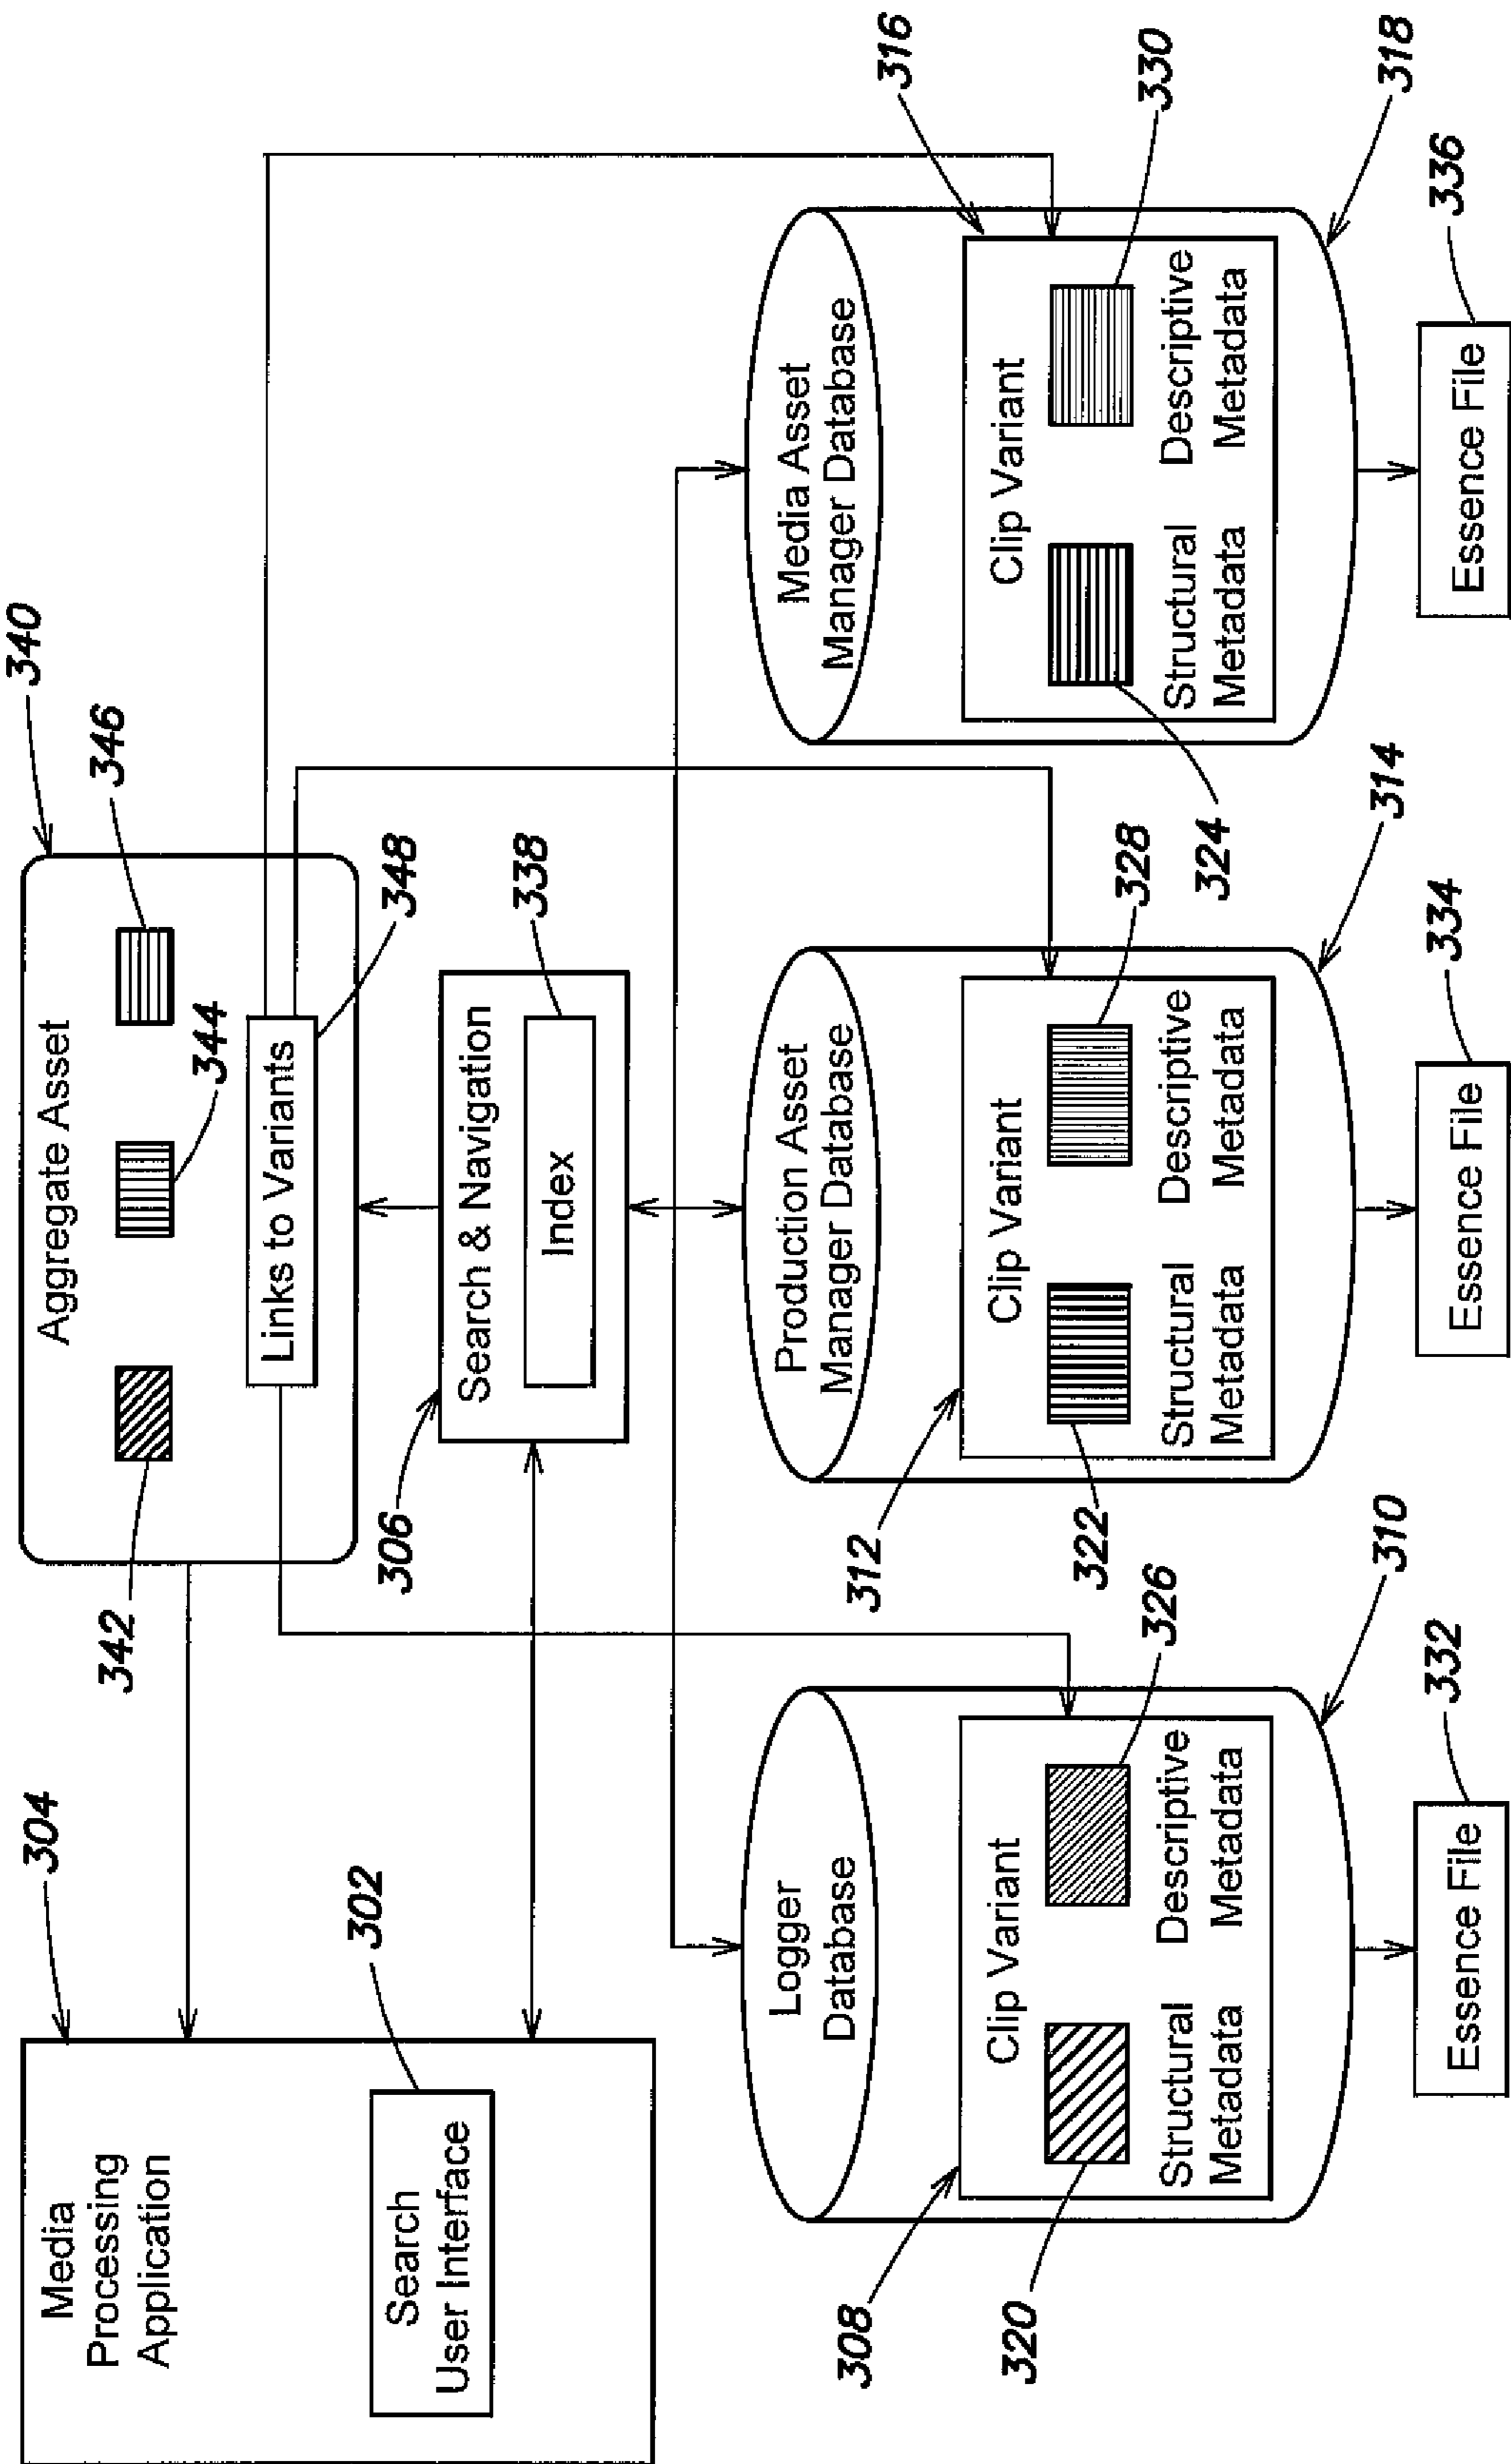 Media
Processing
Application
304
Search
User Interface
302
Aggregate Asset
340
342
344
346
Links to Variants
348
Search & Navigation
306
Index
338
Logger
Database
Clip Variant
Structural
Metadata
Descriptive
Metadata
308
320
326
310
Essence File
332
Production Asset
Manager Database
Clip Variant
Structural
Metadata
Descriptive
Metadata
312
322
328
314
Essence File
334
Media Asset
Manager Database
Clip Variant
Structural
Metadata
Descriptive
Metadata
316
330
324
318
Essence File
336